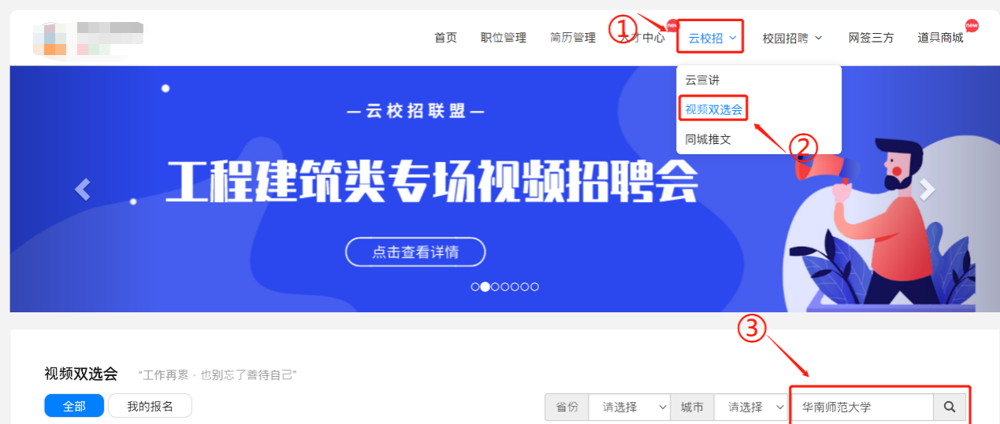 首页 职位管理 简历管理 ① 人才中心 new 云校招 校园招聘 网签三方 道具商城 new
云宣讲
视频双选会
同城推文
②
—云校招联盟—
工程建筑类专场视频招聘会
点击查看详情
③
视频双选会 “工作再累 · 也别忘了善待自己”
全部 我的报名 省份 请选择 城市 请选择 华南师范大学